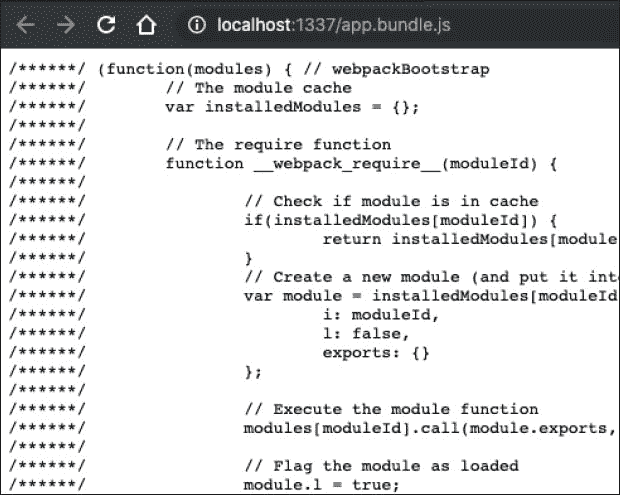 localhost:1337/app.bundle.js
/******/ (function(modules) { // webpackBootstrap
/******/ 	// The module cache
/******/ 	var installedModules = {};
/******/
/******/ 	// The require function
/******/ 	function __webpack_require__(moduleId) {
/******/
/******/ 		// Check if module is in cache
/******/ 		if(installedModules[moduleId]) {
/******/ 			return installedModules[module
/******/ 		}
/******/ 		// Create a new module (and put it int
/******/ 		var module = installedModules[moduleId
/******/ 			i: moduleId,
/******/ 			l: false,
/******/ 			exports: {}
/******/ 		};
/******/
/******/ 		// Execute the module function
/******/ 		modules[moduleId].call(module.exports,
/******/
/******/ 		// Flag the module as loaded
/******/ 		module.l = true;